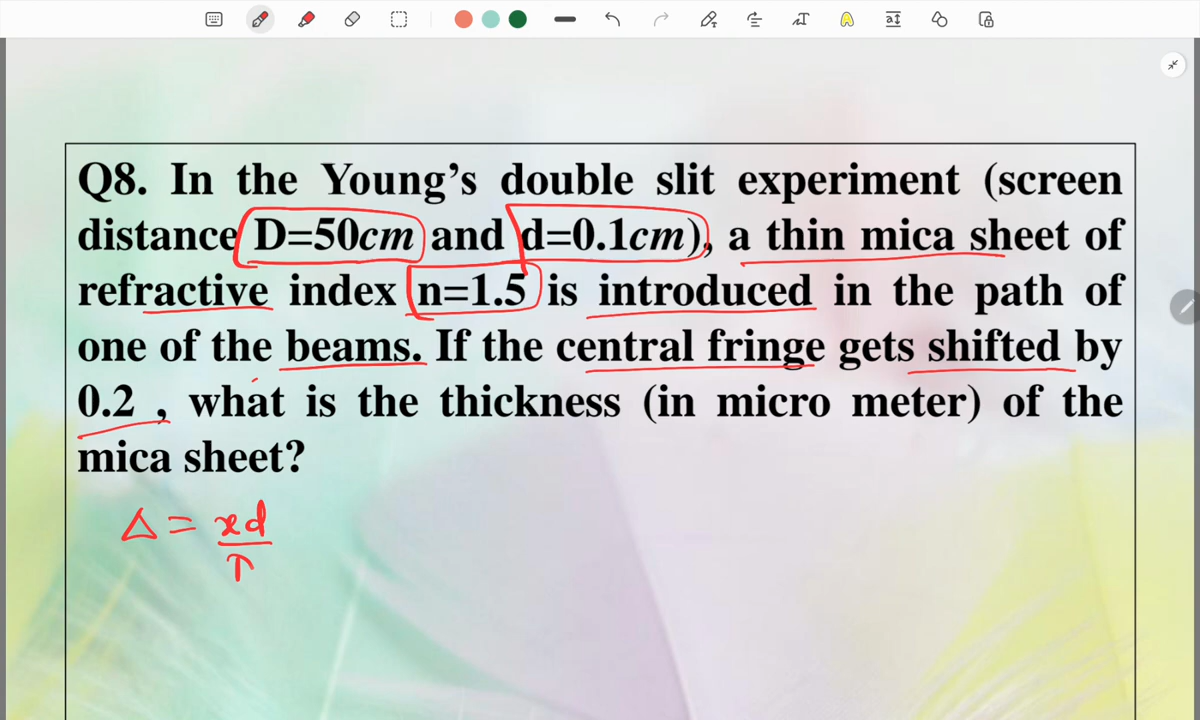 Q8. In the Young's double slit experiment (screen
distance D=50cm and d=0.1cm), a thin mica sheet of
refractive index n=1.5 is introduced in the path of
one of the beams. If the central fringe gets shifted by
0.2 , what is the thickness (in micro meter) of the
mica sheet?
Δ = xd